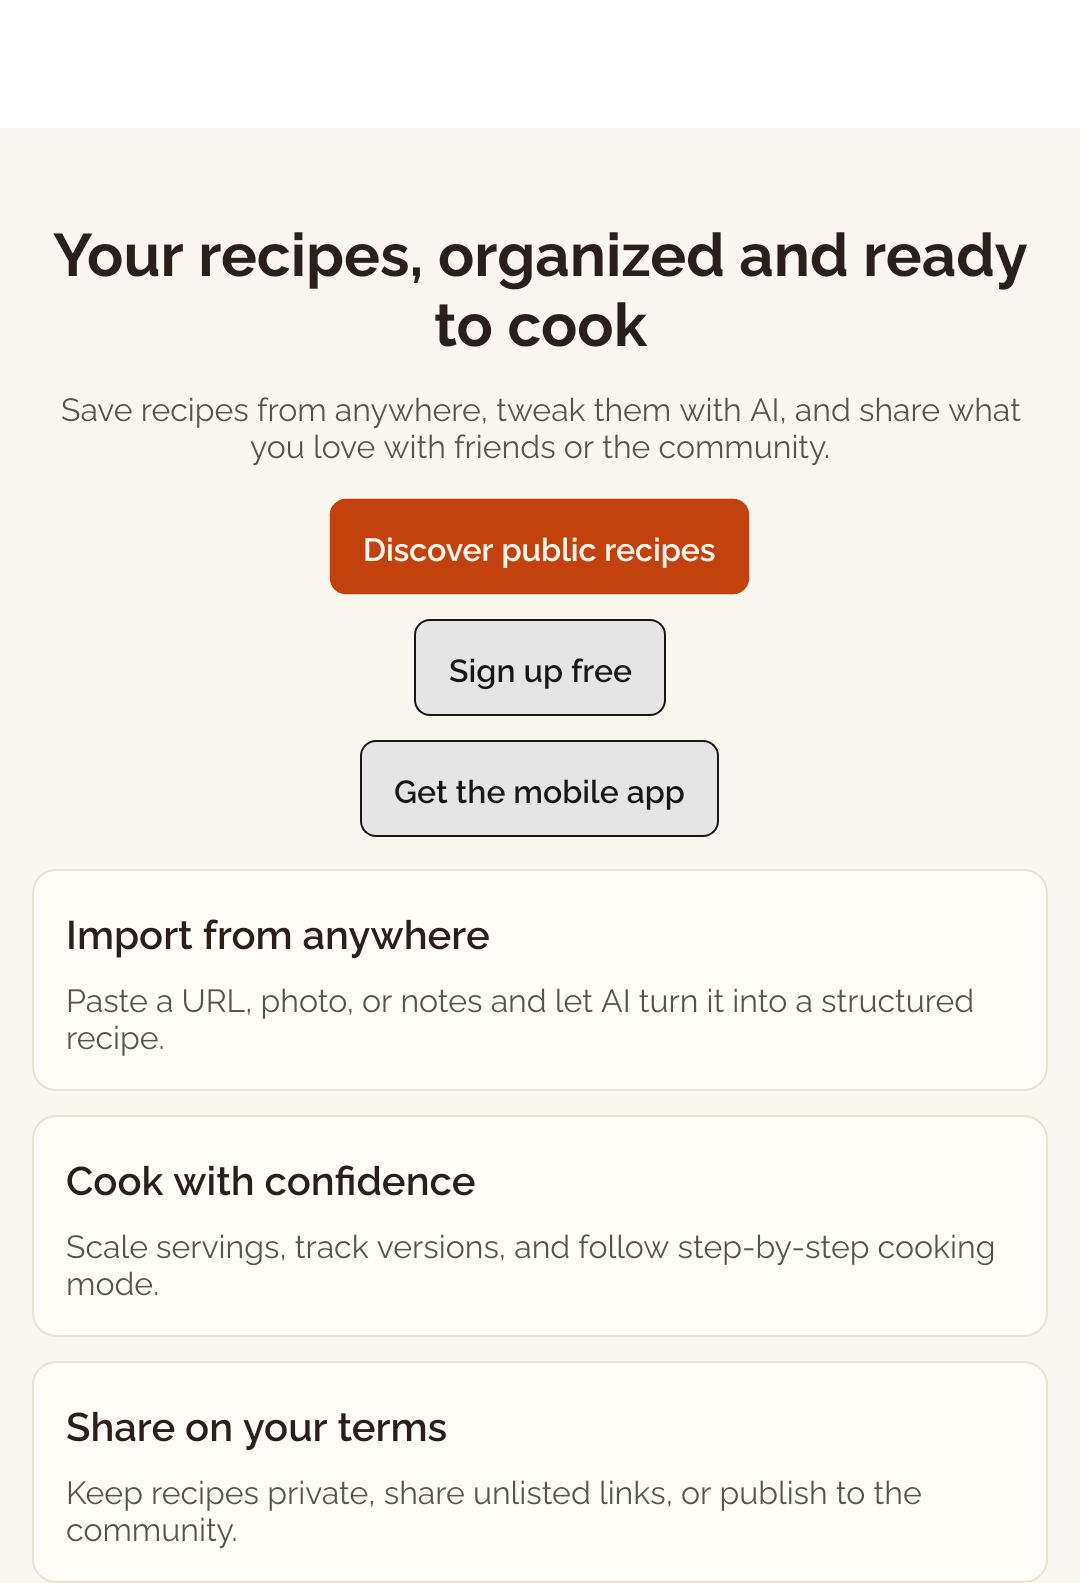 Your recipes, organized and ready
to cook
Save recipes from anywhere, tweak them with AI, and share what
you love with friends or the community.
Discover public recipes
Sign up free
Get the mobile app
Import from anywhere
Paste a URL, photo, or notes and let AI turn it into a structured
recipe.
Cook with confidence
Scale servings, track versions, and follow step-by-step cooking
mode.
Share on your terms
Keep recipes private, share unlisted links, or publish to the
community.